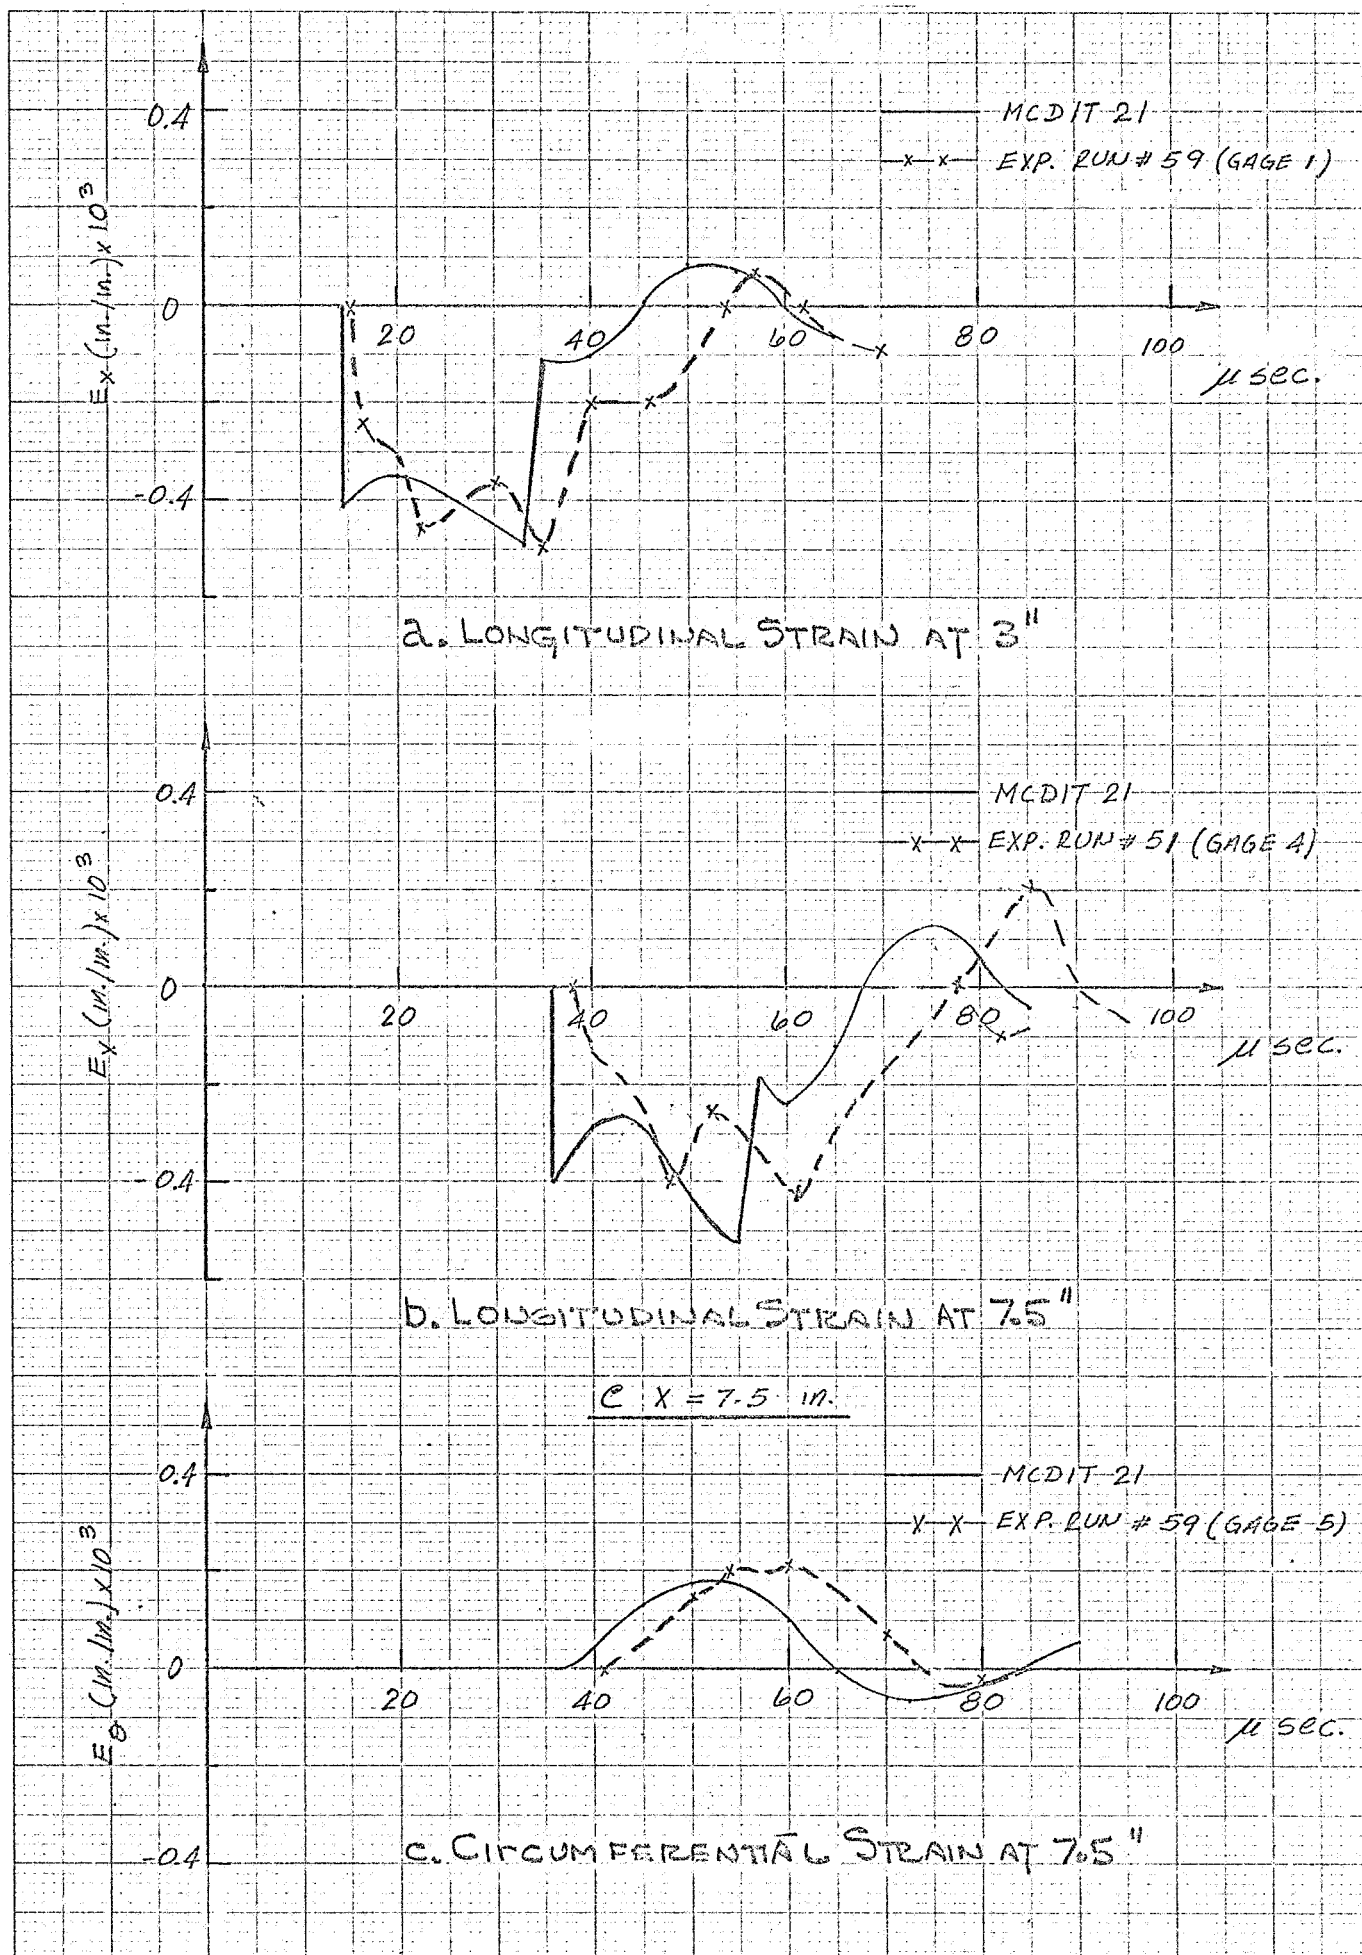 0.4
MCDIT 21
-x-x- EXP. RUN # 59 (GAGE 1)
Ex (in./in.) x 10³
0
20
40
60
80
100
μ sec.
-0.4
a. LONGITUDINAL STRAIN AT 3"
0.4
MCDIT 21
-x-x- EXP. RUN # 51 (GAGE 4)
Ex (in./in.) x 10³
0
20
40
60
80
100
μ sec.
-0.4
b. LONGITUDINAL STRAIN AT 7.5"
@ X = 7.5 in.
0.4
MCDIT 21
x-x- EXP. RUN # 59 (GAGE 5)
Eθ (in./in.) x 10³
0
20
40
60
80
100
μ sec.
-0.4
c. CIRCUMFERENTIAL STRAIN AT 7.5"